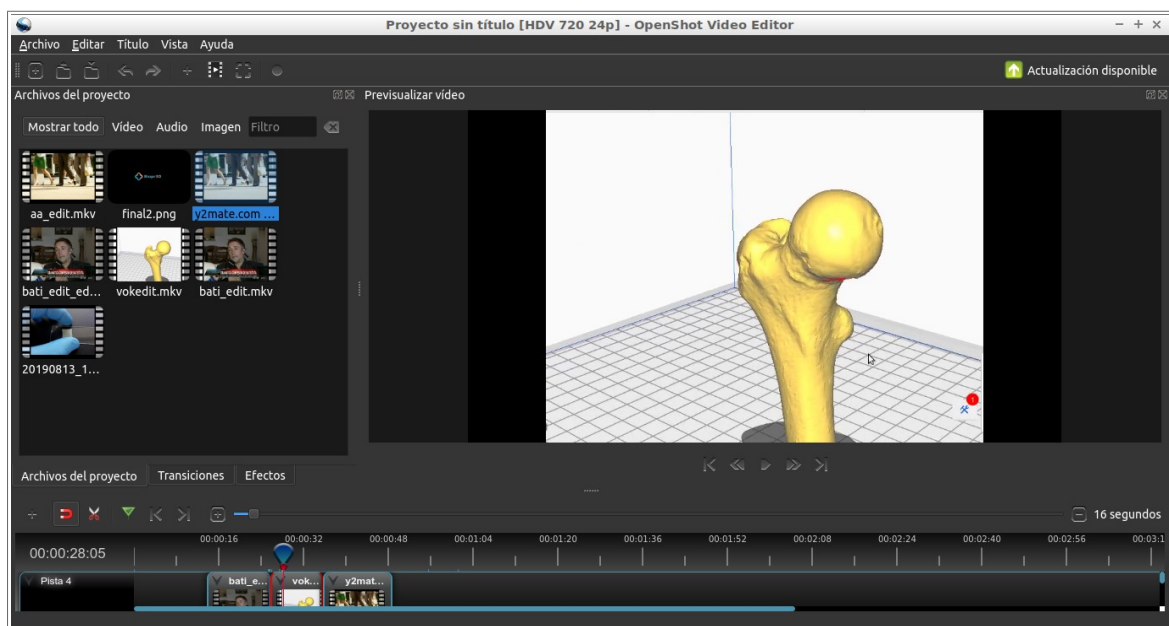 Proyecto sin título [HDV 720 24p] - OpenShot Video Editor
Archivo Editar Título Vista Ayuda
Actualización disponible
Archivos del proyecto
Previsualizar vídeo
Mostrar todo Vídeo Audio Imagen Filtro
aa_edit.mkv final2.png y2mate.com ...
bati_edit_ed... vokedit.mkv bati_edit.mkv
20190813_1...
1
Archivos del proyecto Transiciones Efectos
16 segundos
00:00:28:05
00:00:16 00:00:32 00:00:48 00:01:04 00:01:20 00:01:36 00:01:52 00:02:08 00:02:24 00:02:40 00:02:56 00:03:1
Pista 4
bati_e... vok... y2mat...